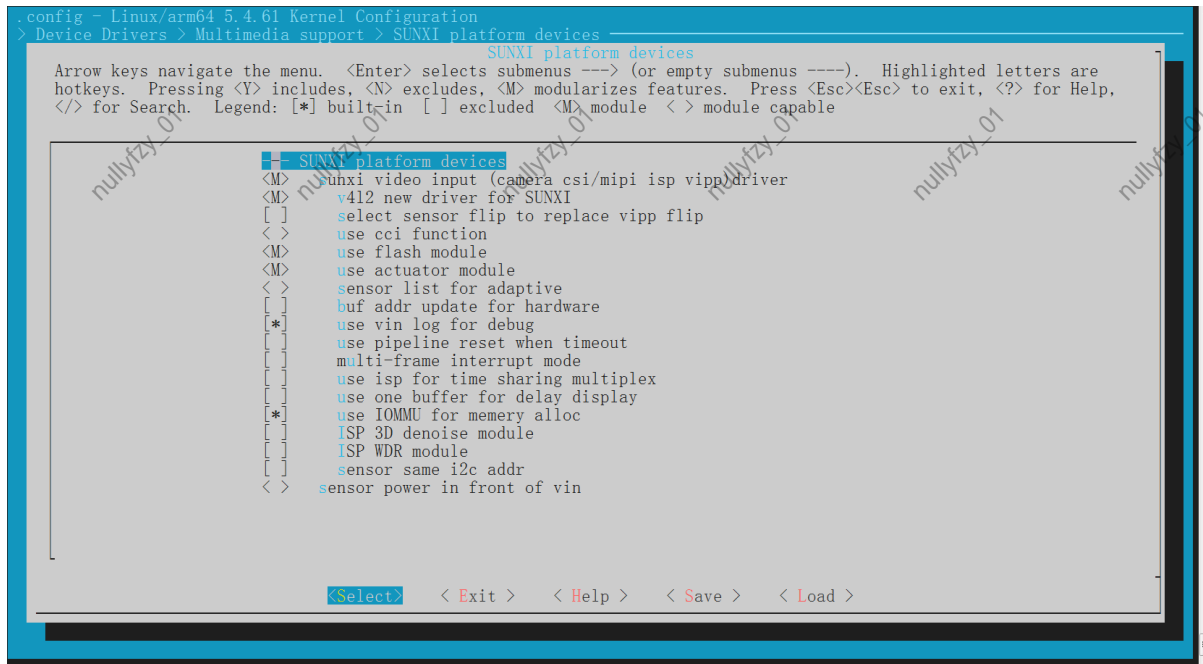 .config - Linux/arm64 5.4.61 Kernel Configuration
> Device Drivers > Multimedia support > SUNXI platform devices
SUNXI platform devices
Arrow keys navigate the menu.  <Enter> selects submenus ---> (or empty submenus ----).  Highlighted letters are
hotkeys.  Pressing <Y> includes, <N> excludes, <M> modularizes features.  Press <Esc><Esc> to exit, <?> for Help,
</> for Search.  Legend: [*] built-in  [ ] excluded  <M> module  < > module capable
--- SUNXI platform devices
<M>   sunxi video input (camera csi/mipi isp vipp)driver
<M>     v4l2 new driver for SUNXI
[ ]     select sensor flip to replace vipp flip
< >     use cci function
<M>     use flash module
<M>     use actuator module
< >     sensor list for adaptive
[ ]     buf addr update for hardware
[*]     use vin log for debug
[ ]     use pipeline reset when timeout
[ ]     multi-frame interrupt mode
[ ]     use isp for time sharing multiplex
[ ]     use one buffer for delay display
[*]     use IOMMU for memery alloc
[ ]     ISP 3D denoise module
[ ]     ISP WDR module
[ ]     sensor same i2c addr
< >   sensor power in front of vin
<Select>    < Exit >    < Help >    < Save >    < Load >
nullyfzy_01
nullyfzy_01
nullyfzy_01
nullyfzy_01
nullyfzy_01
nullyfzy_01